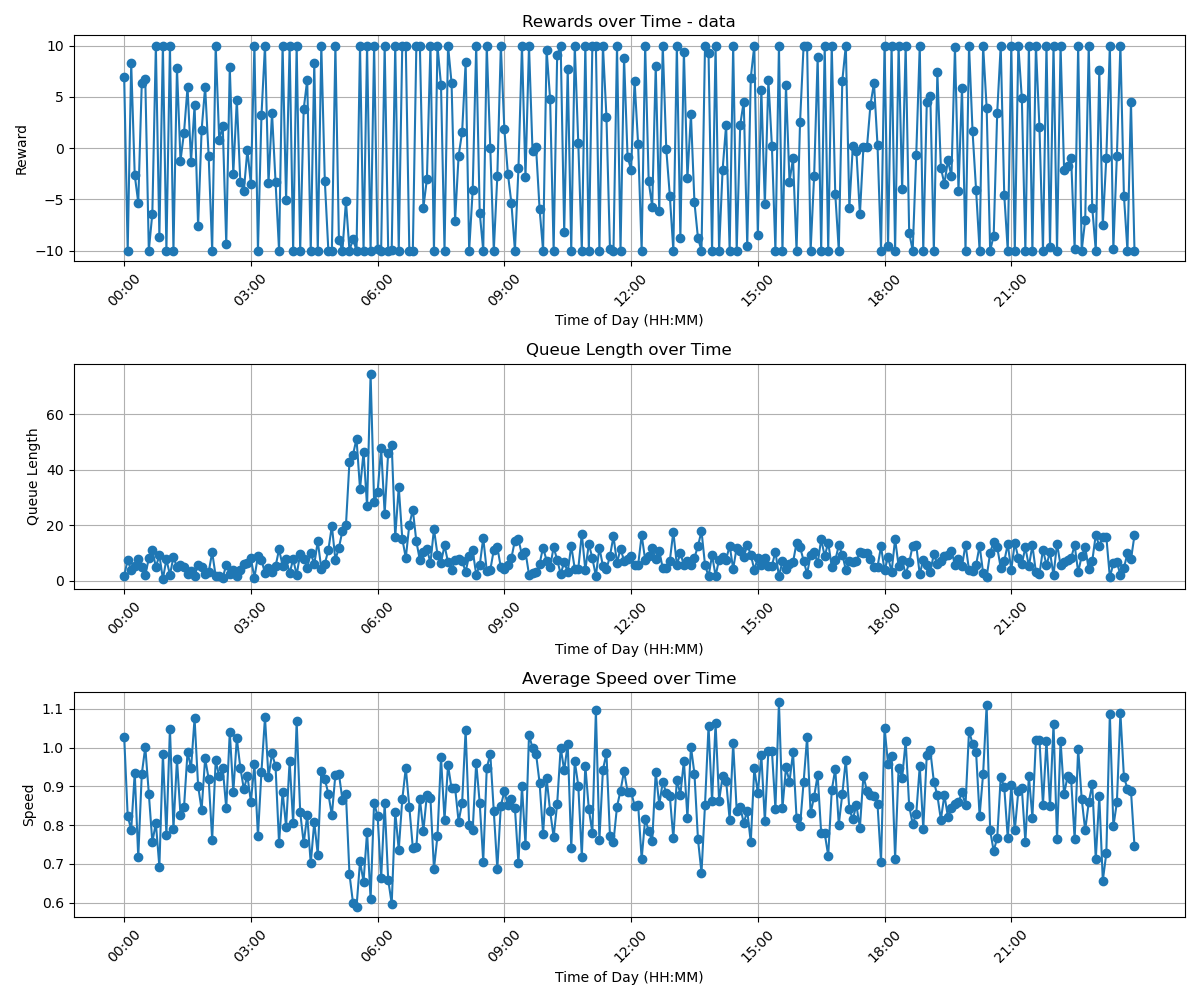 Rewards over Time - data
10
5
0
−5
−10
Reward
00:00 03:00 06:00 09:00 12:00 15:00 18:00 21:00
Time of Day (HH:MM)
Queue Length over Time
60
40
20
0
Queue Length
00:00 03:00 06:00 09:00 12:00 15:00 18:00 21:00
Time of Day (HH:MM)
Average Speed over Time
1.1
1.0
0.9
0.8
0.7
0.6
Speed
00:00 03:00 06:00 09:00 12:00 15:00 18:00 21:00
Time of Day (HH:MM)